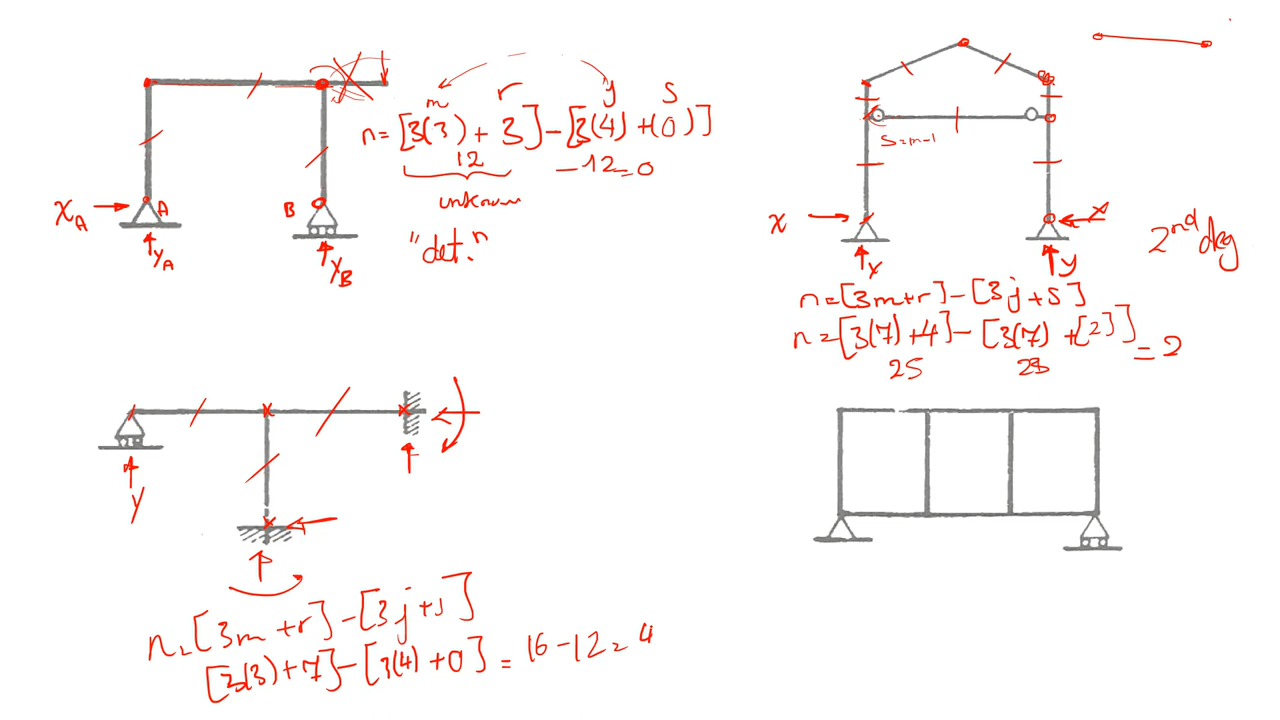 m r y s
n = [3(3) + 3] - [3(4) + (0)]
12 - 12 = 0
unknown
"det."
X_A A
Y_A
B
Y_B
S = m-1
X
X Y
2nd deg
n = [3m+r] - [3j+s]
n = [3(7) + 4] - [3(7) + [2]] = 2
25 23
Y
n = [3m + r] - [3j + s]
[3(3) + 7] - [3(4) + 0] = 16 - 12 = 4